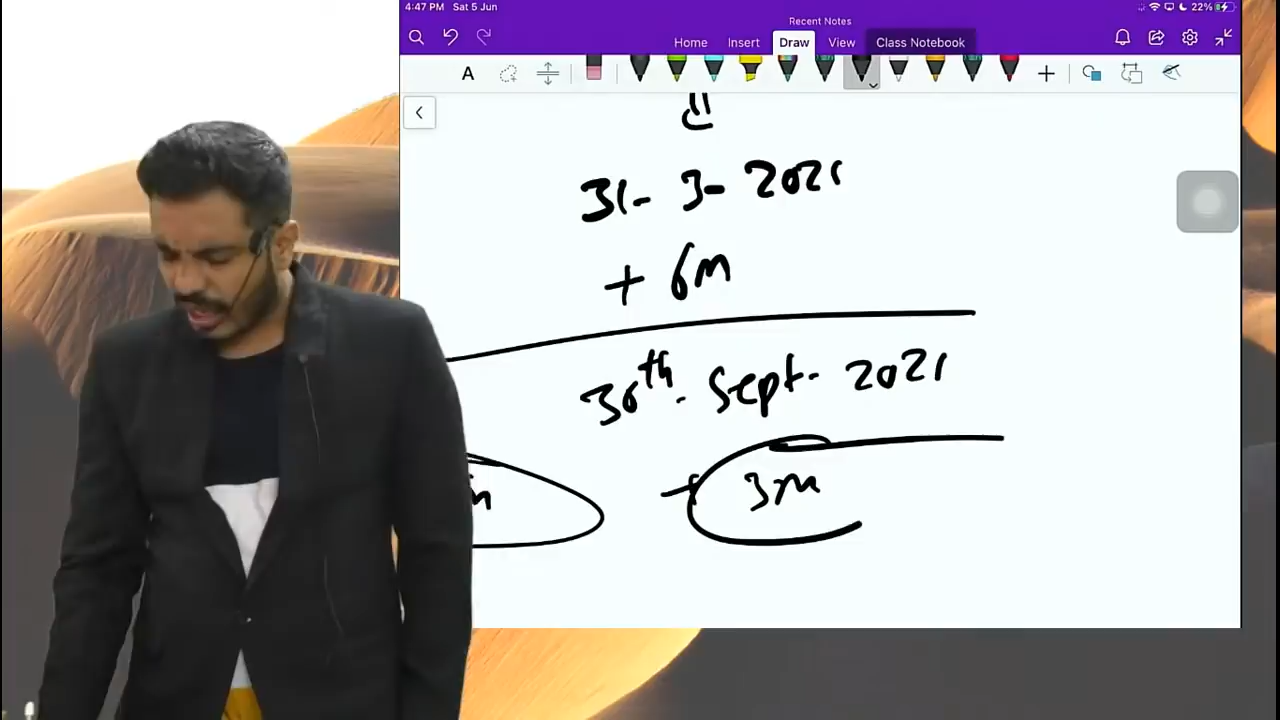 4:47 PM Sat 5 Jun
22%
Recent Notes
Home Insert Draw View Class Notebook
A
31- 3- 2021
+ 6m
30th. Sept. 2021
+ 3m